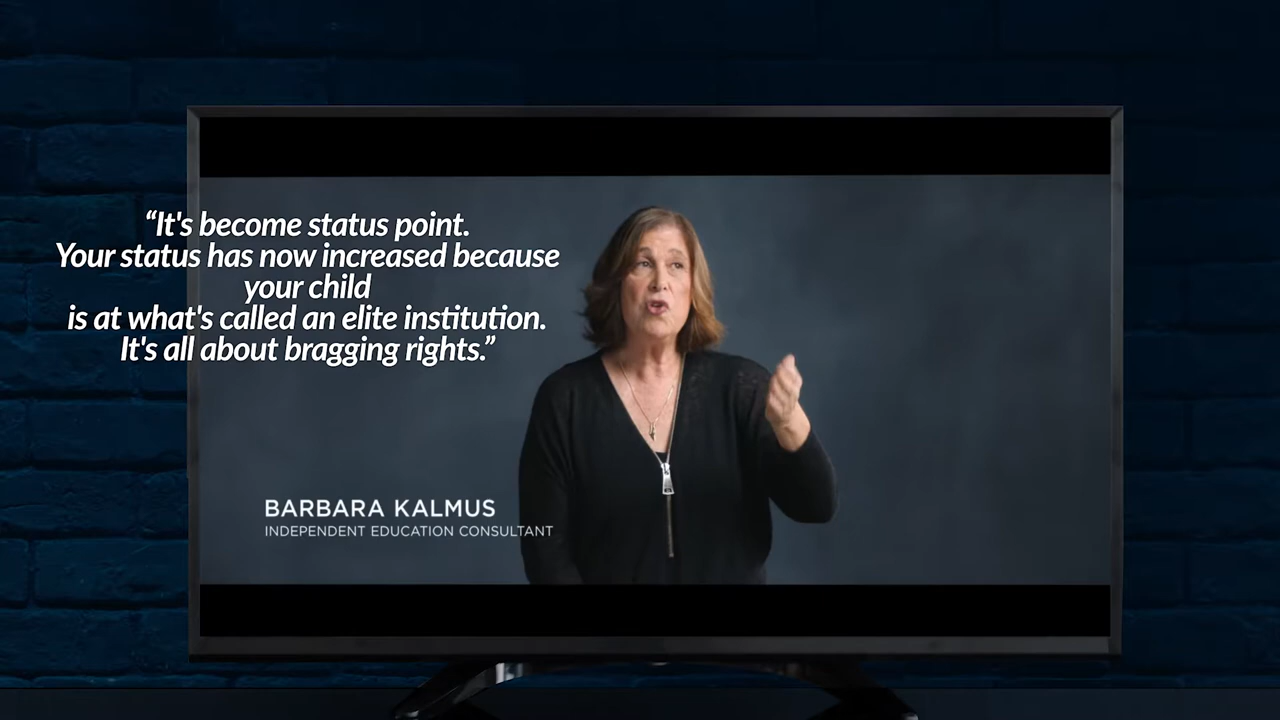 “It's become status point.
Your status has now increased because
your child
is at what's called an elite institution.
It's all about bragging rights.”
BARBARA KALMUS
INDEPENDENT EDUCATION CONSULTANT